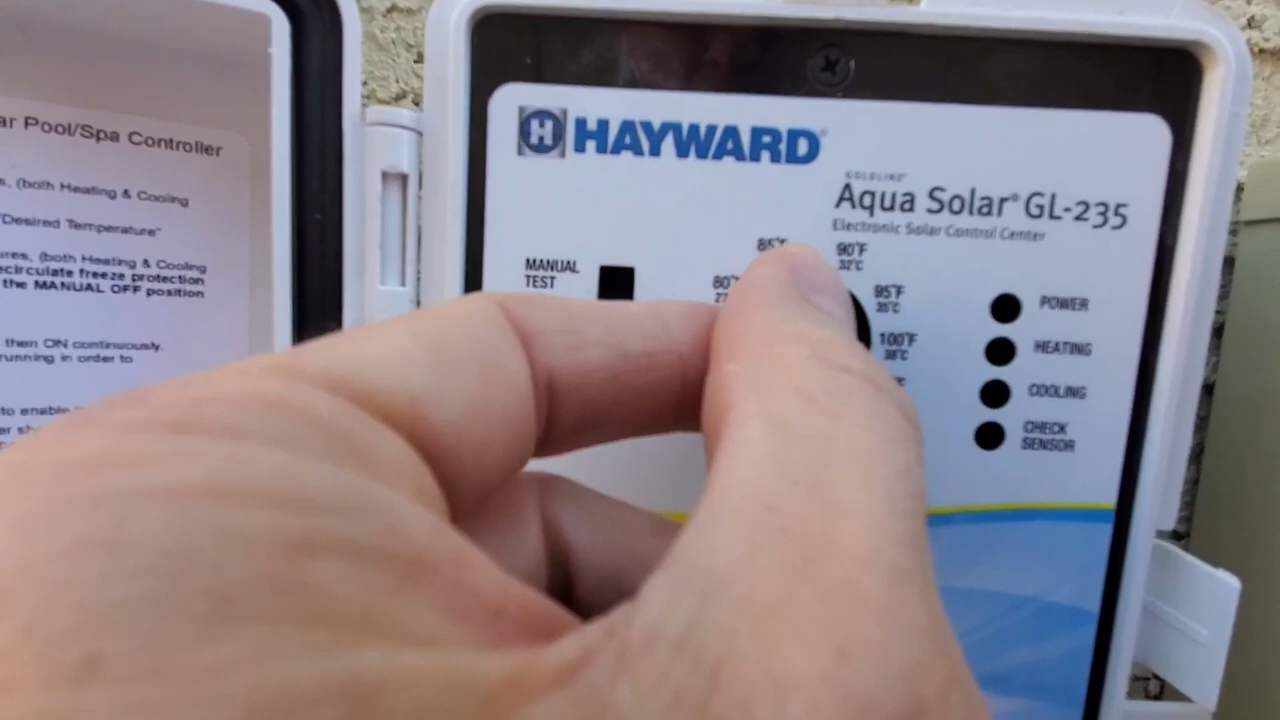 ar Pool/Spa Controller
(both Heating & Cooling
"Desired Temperature"
(both Heating & Cooling
ecirculate freeze protection
the MANUAL OFF position
then ON continuously.
running in order to
to enable
H HAYWARD
GOLDLINE
Aqua Solar® GL-235
Electronic Solar Control Center
MANUAL
TEST
80°
85°F
90°F
32°C
95°F
35°C
100°F
38°C
POWER
HEATING
COOLING
CHECK
SENSOR